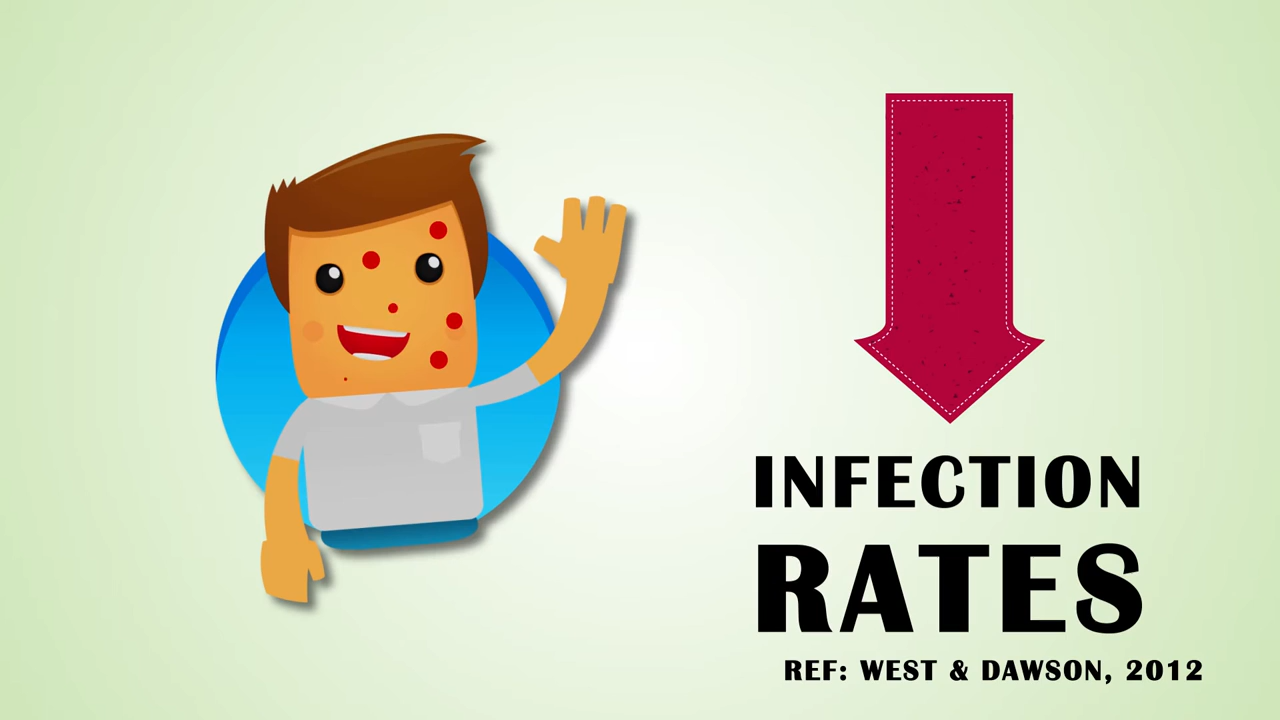 INFECTION
RATES
REF: WEST & DAWSON, 2012